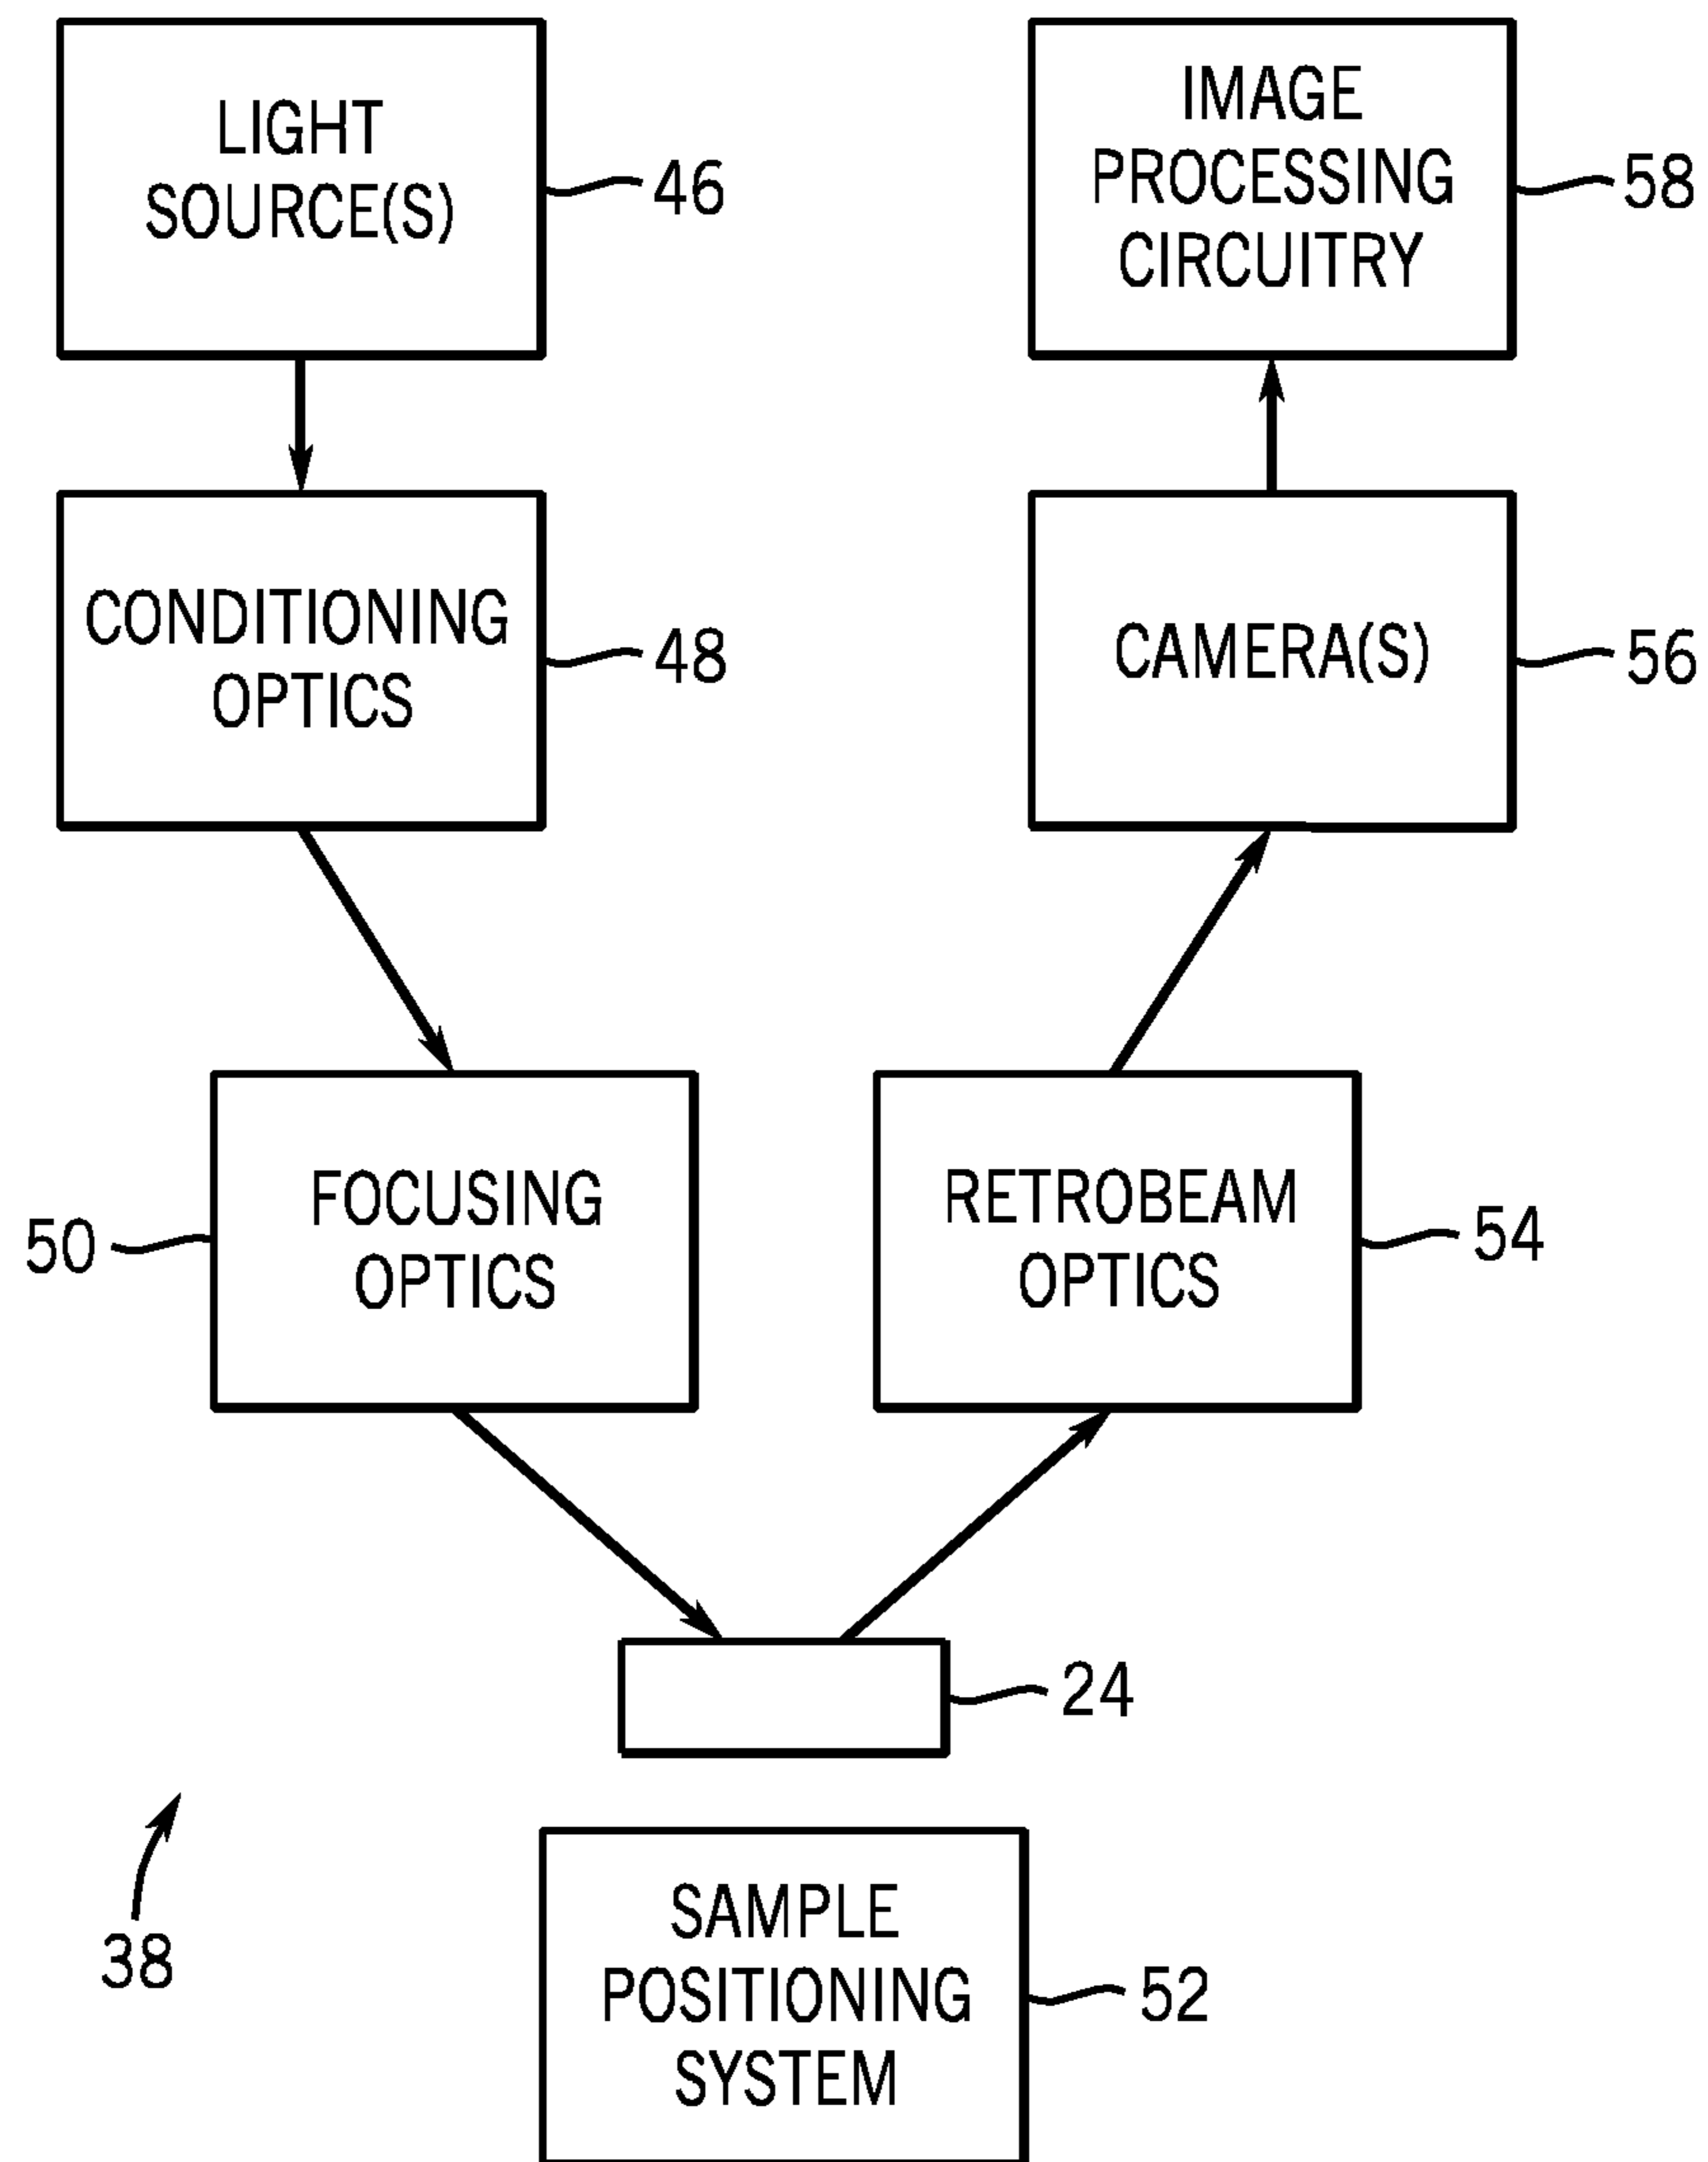 LIGHT
SOURCE(S)
46
IMAGE
PROCESSING
CIRCUITRY
58
CONDITIONING
OPTICS
48
CAMERA(S)
56
FOCUSING
OPTICS
50
RETROBEAM
OPTICS
54
24
38
SAMPLE
POSITIONING
SYSTEM
52